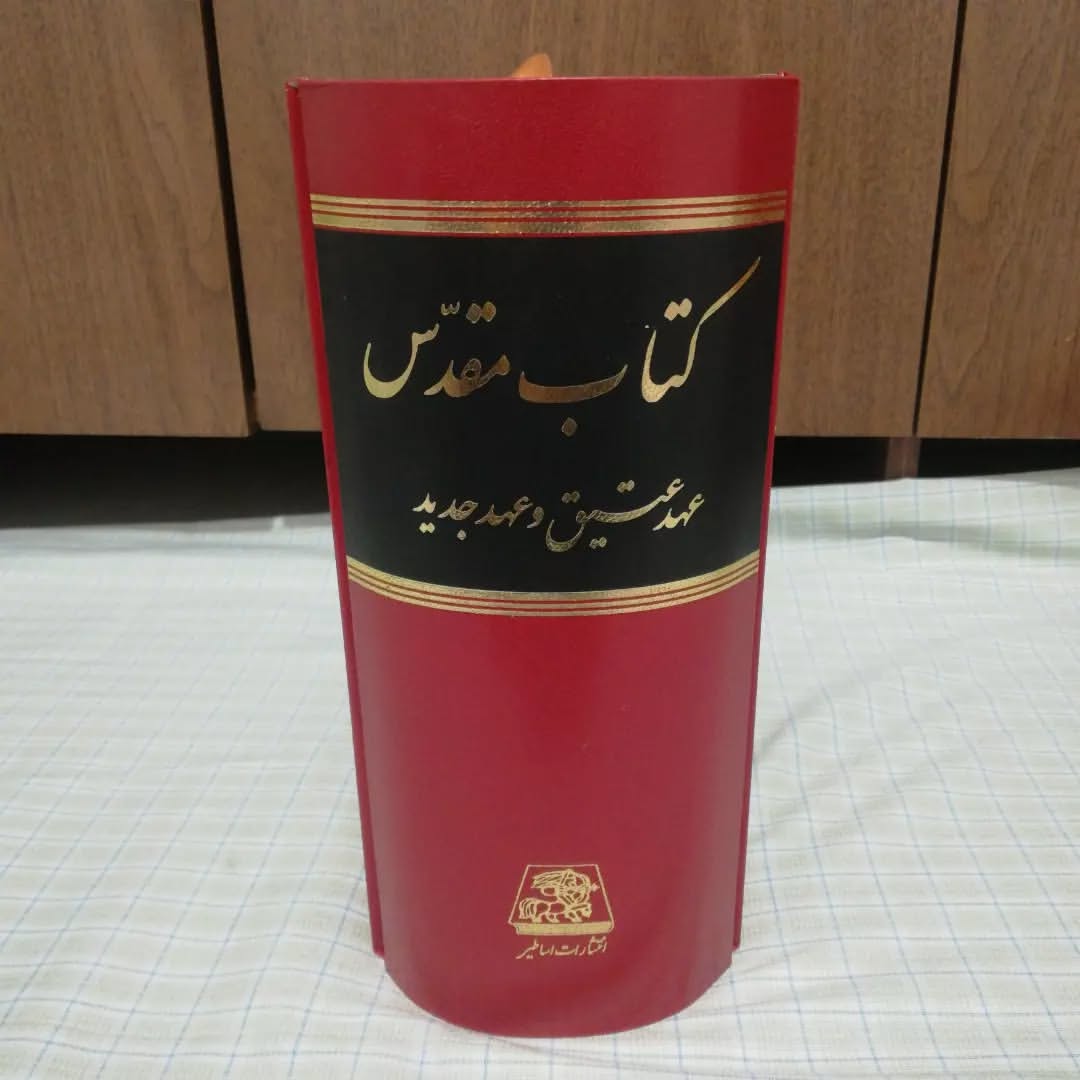 کتاب مقدّس
عهد عتیق و عهد جدید
انتشارات اساطیر